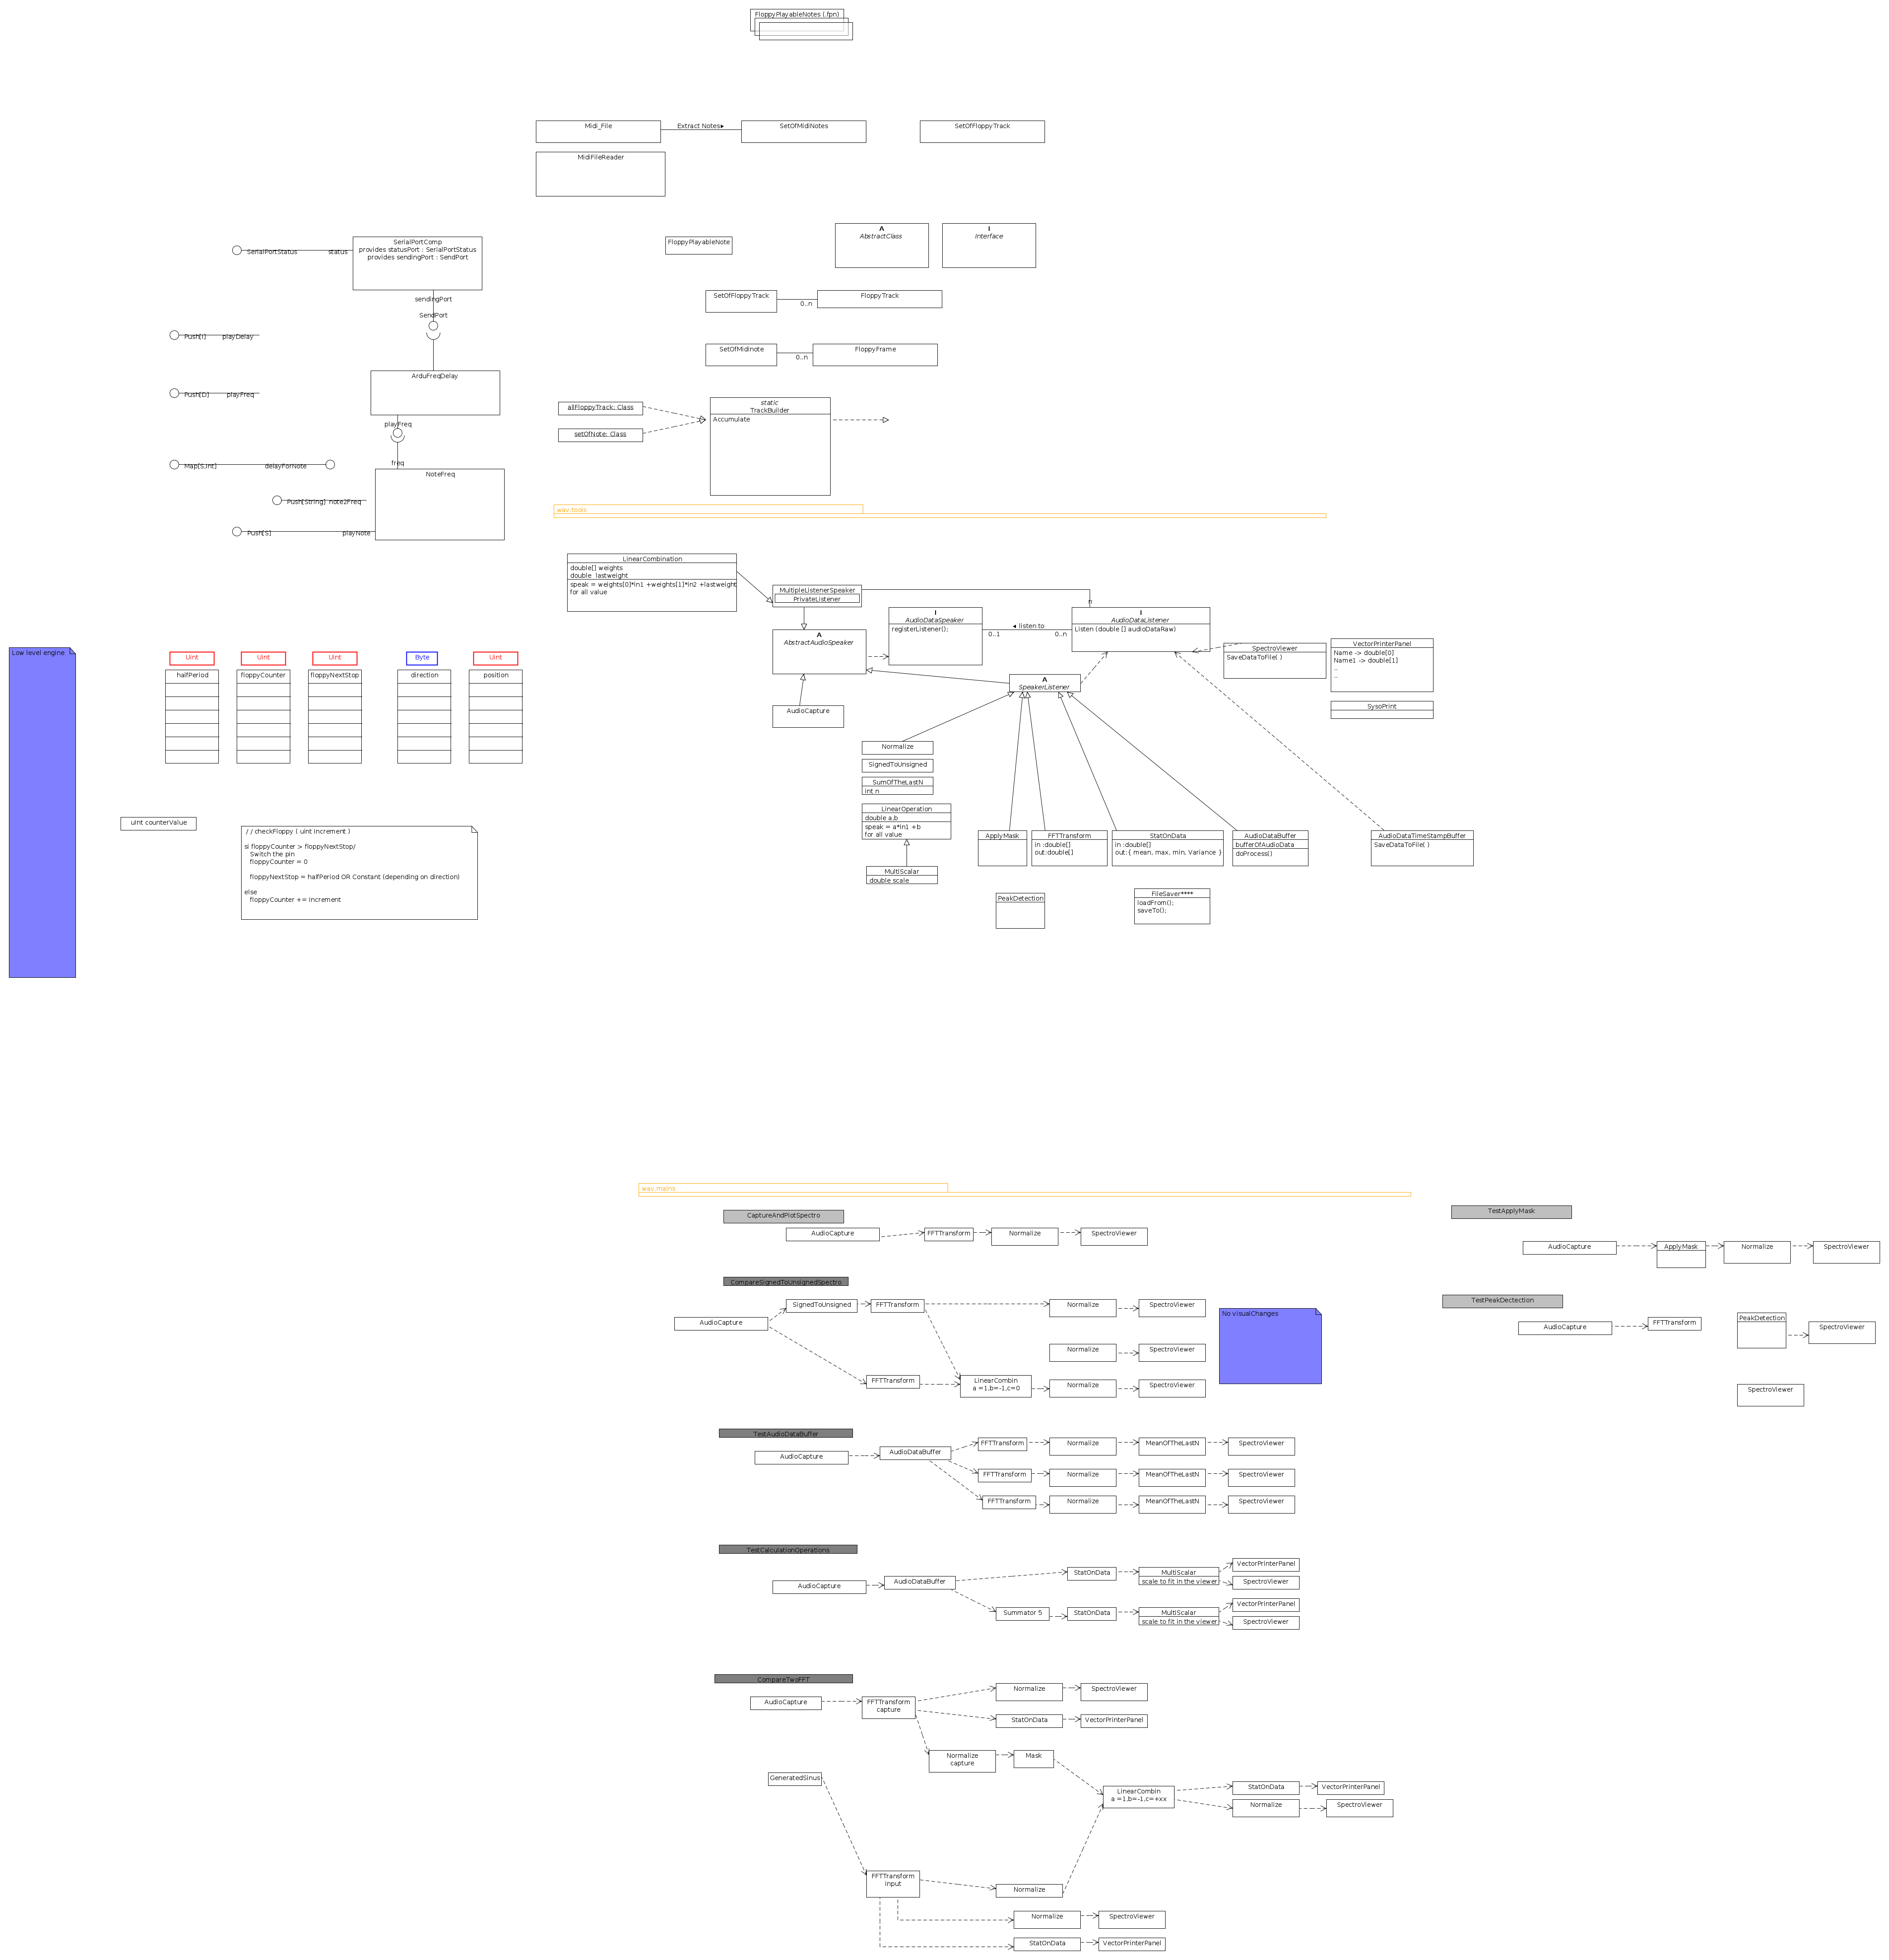 FloppyPlayableNotes (.fpn)
Midi_File
Extract Notes▶
SetOfMidiNotes
SetOfFloppyTrack
MidiFileReader
SerialPortComp
provides statusPort : SerialPortStatus
provides sendingPort : SendPort
SerialPortStatus
status
sendingPort
SendPort
Push[I]
playDelay
ArduFreqDelay
Push[D]
playFreq
playFreq
freq
Map[S,Int]
delayForNote
NoteFreq
Push[String]
note2Freq
Push[S]
playNote
FloppyPlayableNote
A
AbstractClass
I
Interface
SetOfFloppyTrack
0..n
FloppyTrack
SetOfMidinote
0..n
FloppyFrame
allFloppyTrack: Class
setOfNote: Class
static
TrackBuilder
Accumulate
wav.tools
LinearCombination
double[] weights
double lastweight
speak = weights[0]*in1 +weights[1]*in2 +lastweight
for all value
MultipleListenerSpeaker
PrivateListener
n
A
AbstractAudioSpeaker
I
AudioDataSpeaker
registerListener();
◀ listen to
0..1
0..n
I
AudioDataListener
Listen (double [] audioDataRaw)
SpectroViewer
SaveDataToFile( )
VectorPrinterPanel
Name -> double[0]
Name1 -> double[1]
..
..
SysoPrint
A
SpeakerListener
AudioCapture
Normalize
SignedToUnsigned
SumOfTheLastN
int n
LinearOperation
double a,b
speak = a*in1 +b
for all value
MultiScalar
double scale
ApplyMask
FFTTransform
in :double[]
out:double[]
StatOnData
in :double[]
out:{ mean, max, min, Variance }
AudioDataBuffer
bufferOfAudioData
doProcess()
AudioDataTimeStampBuffer
SaveDataToFile( )
PeakDetection
FileSaver****
loadFrom();
saveTo();
Low level engine
Uint
Uint
Uint
Byte
Uint
halfPeriod
floppyCounter
floppyNextStop
direction
position
uint counterValue
/ / checkFloppy ( uint increment )
si floppyCounter > floppyNextStop/
Switch the pin
floppyCounter = 0
floppyNextStop = halfPeriod OR Constant (depending on direction)
else
floppyCounter += Increment
wav.mains
CaptureAndPlotSpectro
AudioCapture
FFTTransform
Normalize
SpectroViewer
TestApplyMask
AudioCapture
ApplyMask
Normalize
SpectroViewer
CompareSignedToUnsignedSpectro
AudioCapture
SignedToUnsigned
FFTTransform
Normalize
SpectroViewer
No visualChanges
Normalize
SpectroViewer
FFTTransform
LinearCombin
a =1,b=-1,c=0
Normalize
SpectroViewer
TestPeakDectection
AudioCapture
FFTTransform
PeakDetection
SpectroViewer
SpectroViewer
TestAudioDataBuffer
AudioCapture
AudioDataBuffer
FFTTransform
Normalize
MeanOfTheLastN
SpectroViewer
FFTTransform
Normalize
MeanOfTheLastN
SpectroViewer
FFTTransform
Normalize
MeanOfTheLastN
SpectroViewer
TestCalculationOperations
AudioCapture
AudioDataBuffer
StatOnData
MultiScalar
scale to fit in the viewer
VectorPrinterPanel
SpectroViewer
Summator 5
StatOnData
MultiScalar
scale to fit in the viewer
VectorPrinterPanel
SpectroViewer
CompareTwoFFT
AudioCapture
FFTTransform
capture
Normalize
SpectroViewer
StatOnData
VectorPrinterPanel
Normalize
capture
Mask
GeneratedSinus
LinearCombin
a =1,b=-1,c=+xx
StatOnData
VectorPrinterPanel
Normalize
SpectroViewer
FFTTransform
input
Normalize
Normalize
SpectroViewer
StatOnData
VectorPrinterPanel